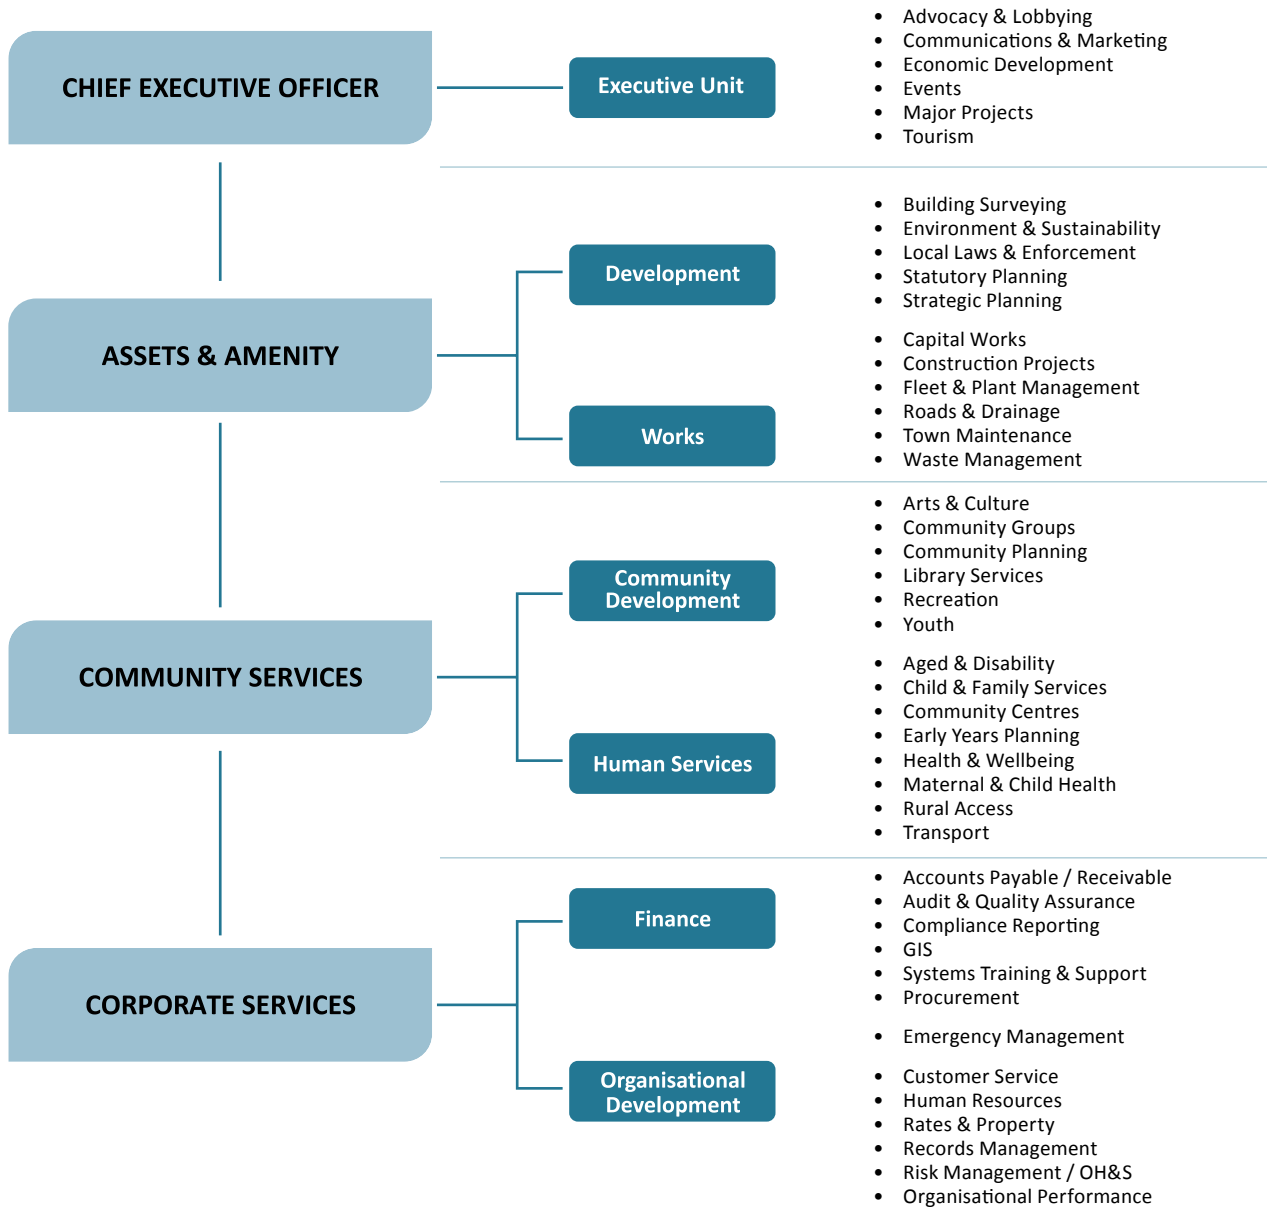 CHIEF EXECUTIVE OFFICER
Executive Unit
• Advocacy & Lobbying
• Communications & Marketing
• Economic Development
• Events
• Major Projects
• Tourism
ASSETS & AMENITY
Development
• Building Surveying
• Environment & Sustainability
• Local Laws & Enforcement
• Statutory Planning
• Strategic Planning
Works
• Capital Works
• Construction Projects
• Fleet & Plant Management
• Roads & Drainage
• Town Maintenance
• Waste Management
COMMUNITY SERVICES
Community
Development
• Arts & Culture
• Community Groups
• Community Planning
• Library Services
• Recreation
• Youth
Human Services
• Aged & Disability
• Child & Family Services
• Community Centres
• Early Years Planning
• Health & Wellbeing
• Maternal & Child Health
• Rural Access
• Transport
CORPORATE SERVICES
Finance
• Accounts Payable / Receivable
• Audit & Quality Assurance
• Compliance Reporting
• GIS
• Systems Training & Support
• Procurement
Organisational
Development
• Emergency Management
• Customer Service
• Human Resources
• Rates & Property
• Records Management
• Risk Management / OH&S
• Organisational Performance